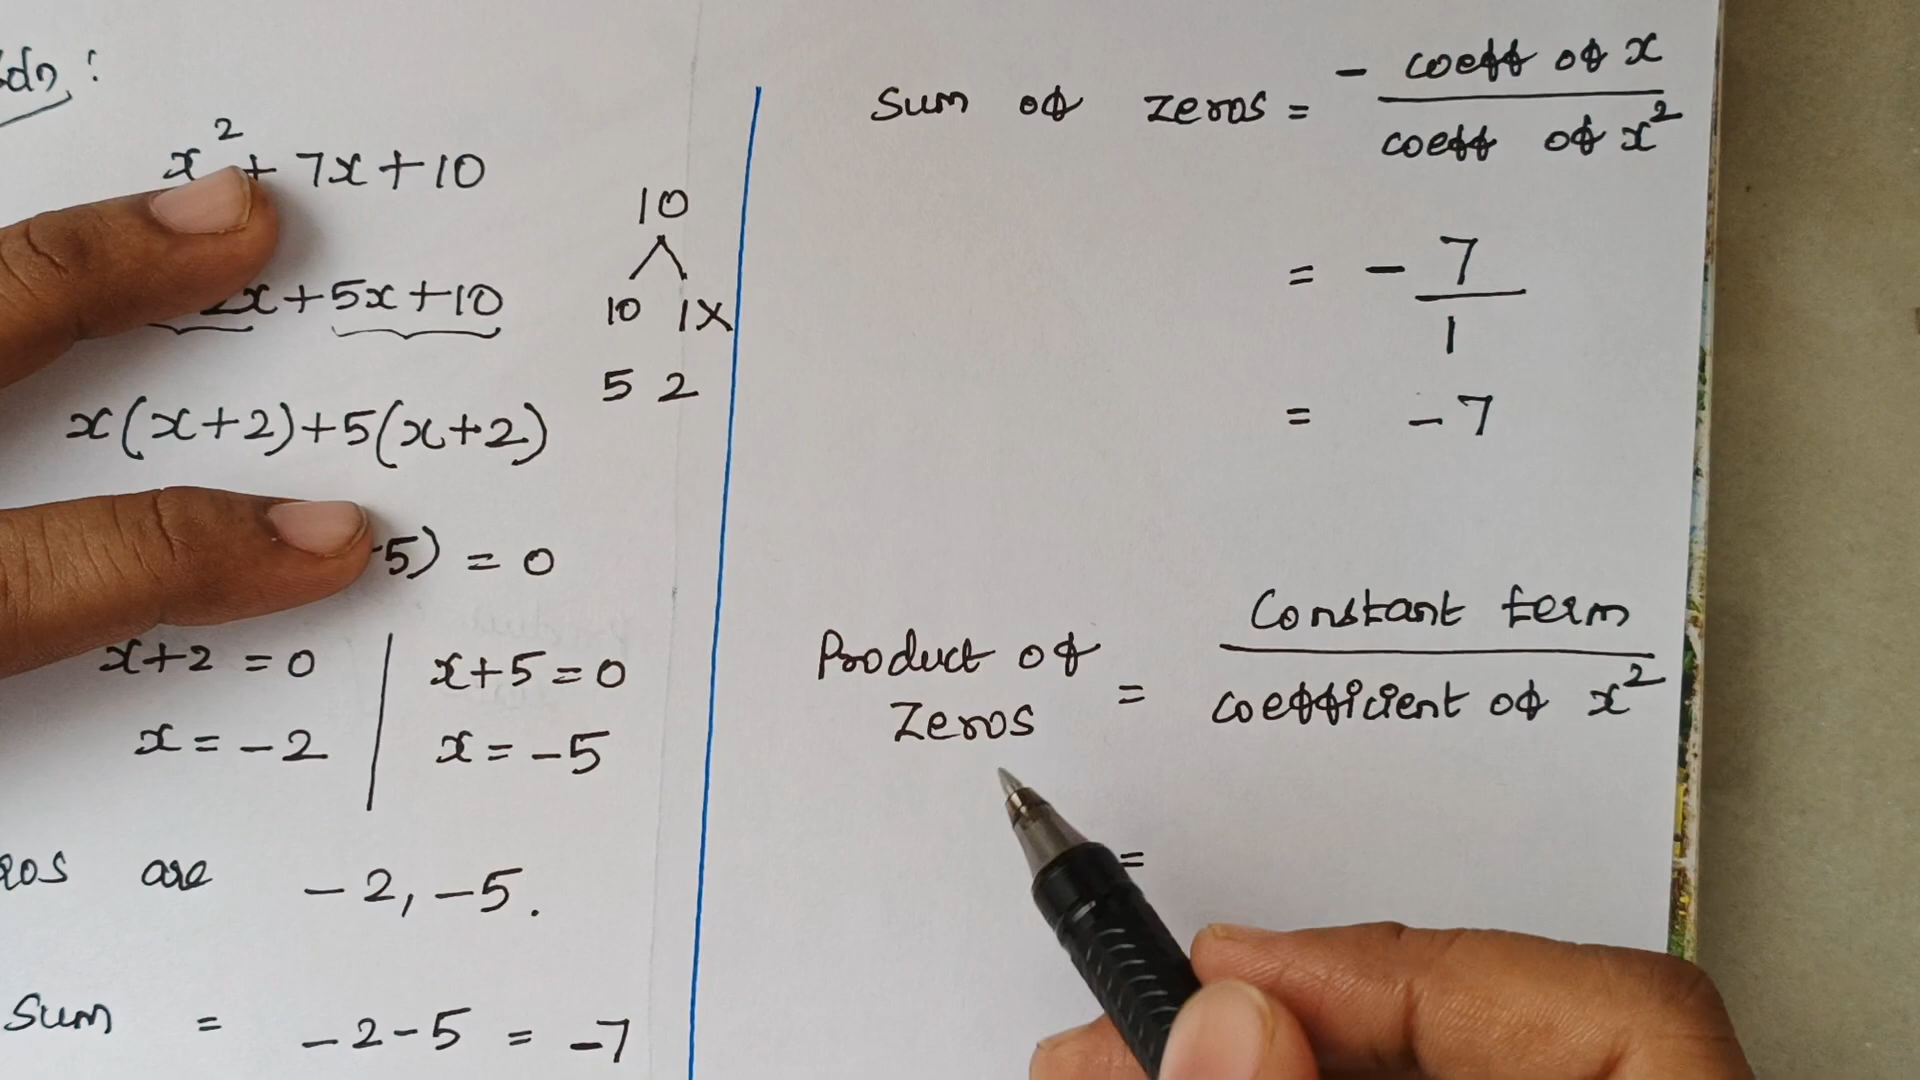 x² + 7x + 10
2x + 5x + 10
x(x+2)+5(x+2)
5) = 0
x+2 = 0
x+5 = 0
x = -2
x = -5
are -2, -5.
Sum = -2-5 = -7
10
10 1x
5 2
Sum of zeros = - coeff of x / coeff of x²
= - 7/1
= -7
Product of zeros = Constant term / coefficient of x²
=